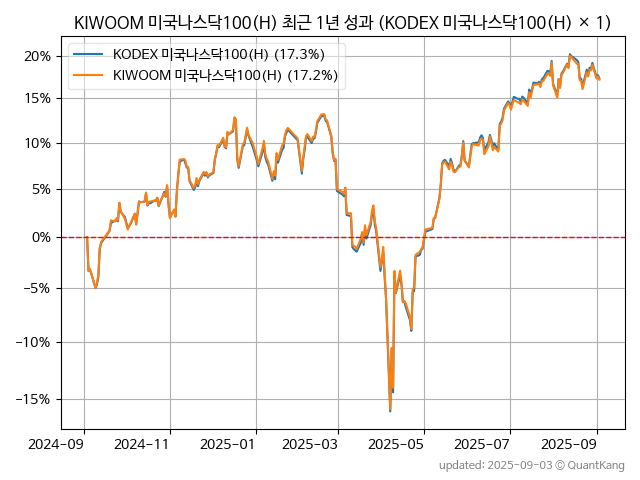 KIWOOM 미국나스닥100(H) 최근 1년 성과 (KODEX 미국나스닥100(H) × 1)
KODEX 미국나스닥100(H) (17.3%)
KIWOOM 미국나스닥100(H) (17.2%)
20%
15%
10%
5%
0%
−5%
−10%
−15%
2024-09 2024-11 2025-01 2025-03 2025-05 2025-07 2025-09
updated: 2025-09-03 © QuantKang